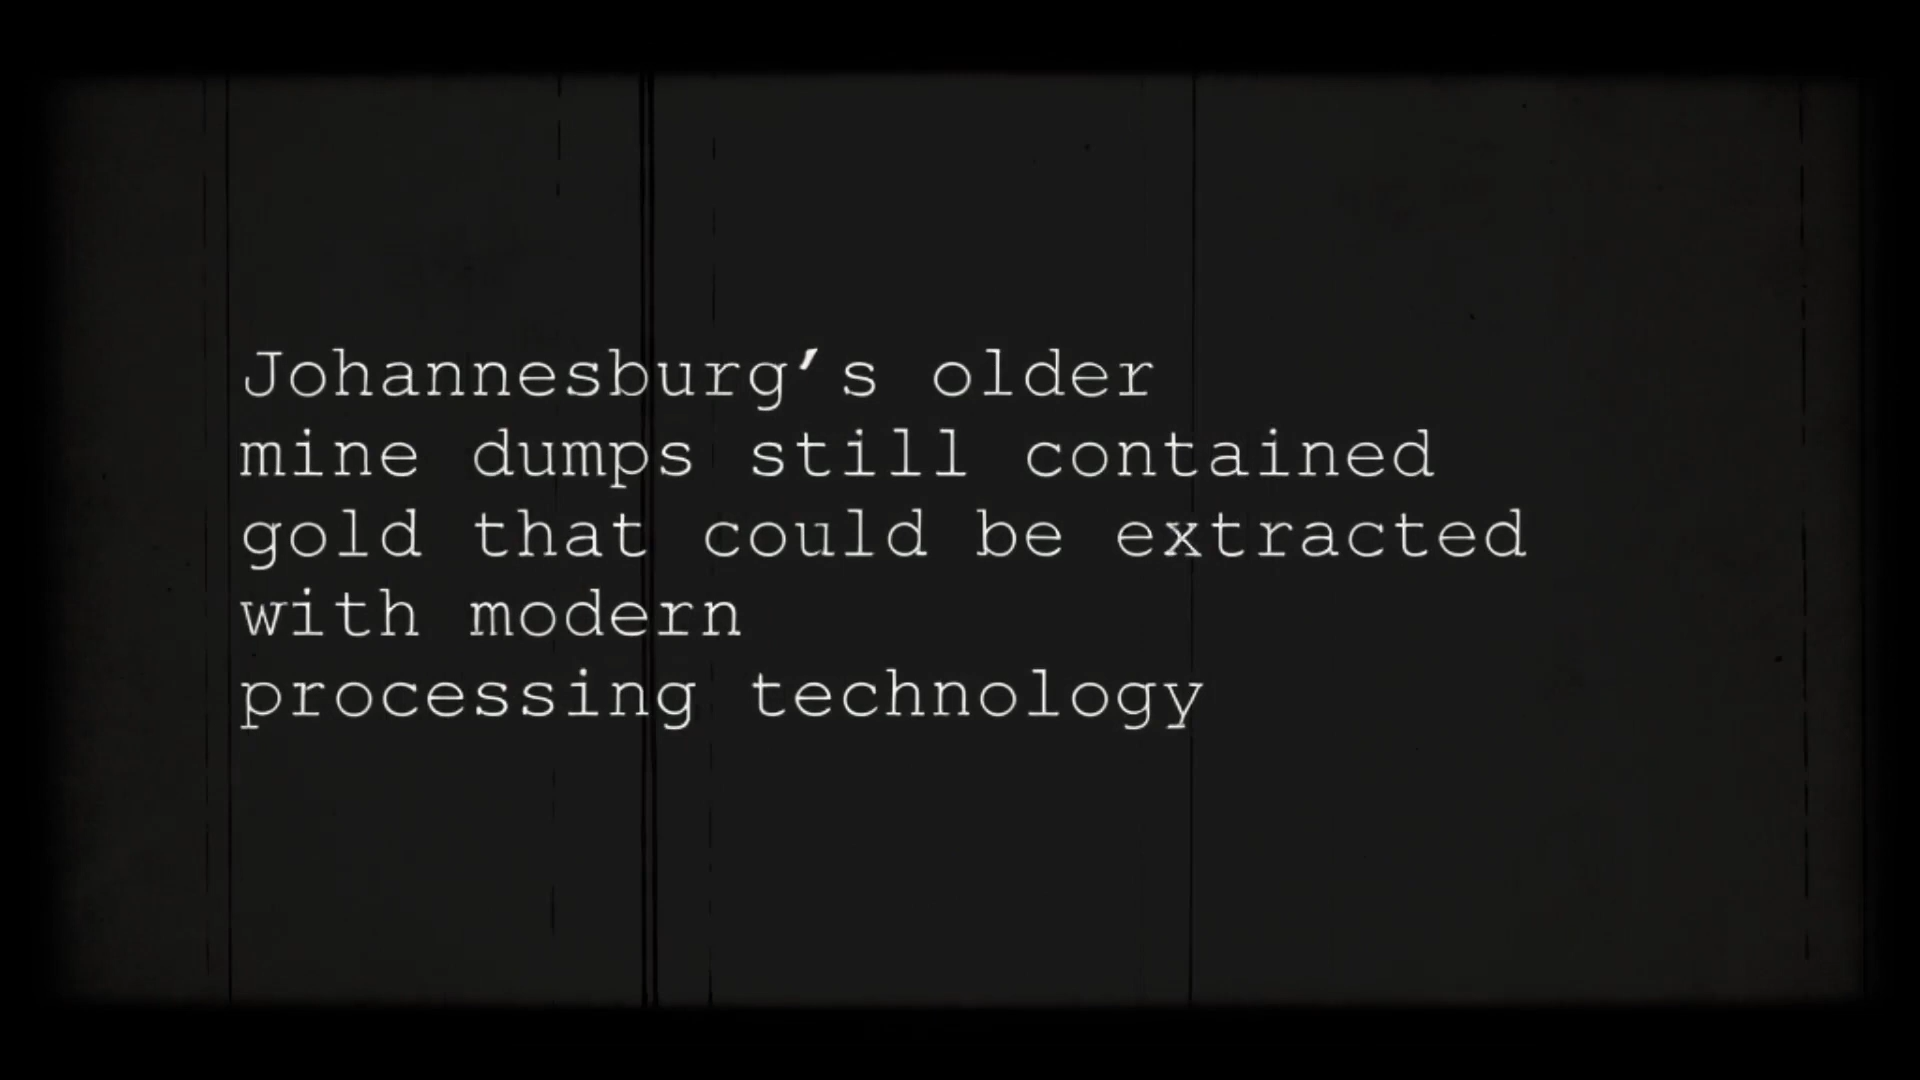 Johannesburg’s older
mine dumps still contained
gold that could be extracted
with modern
processing technology